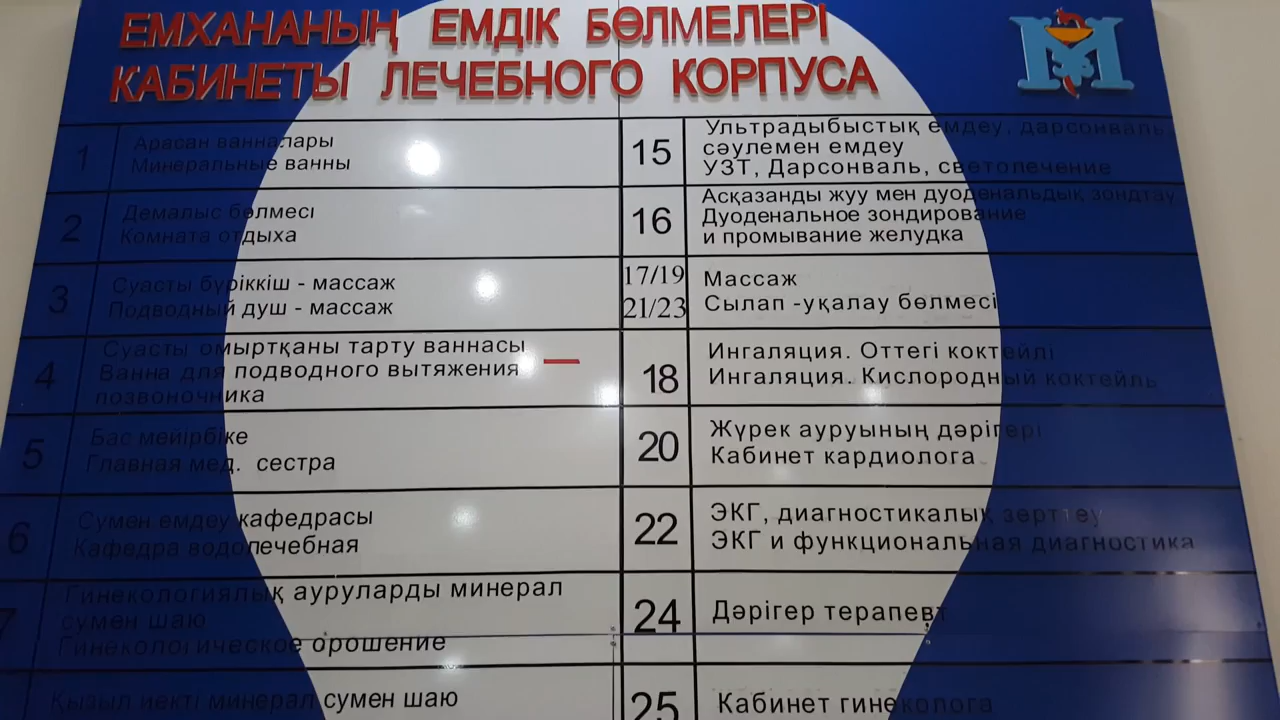 ЕМХАНАНЫҢ ЕМДІК БӨЛМЕЛЕРІ
КАБИНЕТЫ ЛЕЧЕБНОГО КОРПУСА
1
Арасан ванналары
Минеральные ванны
2
Демалыс бөлмесі
Комната отдыха
3
Суасты бүріккіш - массаж
Подводный душ - массаж
4
Суасты омыртқаны тарту ваннасы
Ванна для подводного вытяжения
позвоночника
5
Бас мейірбіке
Главная мед. сестра
6
Сумен емдеу кафедрасы
Кафедра водолечебная
7
Гинекологиялық ауруларды минерал
сумен шаю
Гинекологическое орошение
Қызыл иекті минерал сумен шаю
15
Ультрадыбыстық емдеу, дарсонваль,
сәулемен емдеу
УЗТ, Дарсонваль, светолечение
16
Асқазанды жуу мен дуоденальдық зондтау
Дуоденальное зондирование
и промывание желудка
17/19
21/23
Массаж
Сылап -уқалау бөлмесі
18
Ингаляция. Оттегі коктейлі
Ингаляция. Кислородный коктейль
20
Жүрек ауруының дәрігері
Кабинет кардиолога
22
ЭКГ, диагностикалық зерттеу
ЭКГ и функциональная диагностика
24
Дәрігер терапевт
25
Кабинет гинеколога